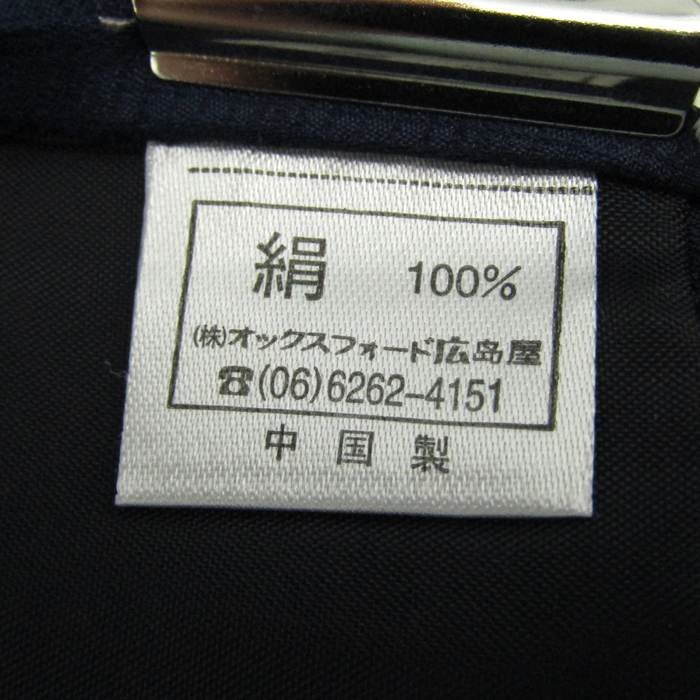 絹 100%
(株)オックスフォード広島屋
☎(06)6262-4151
中国製